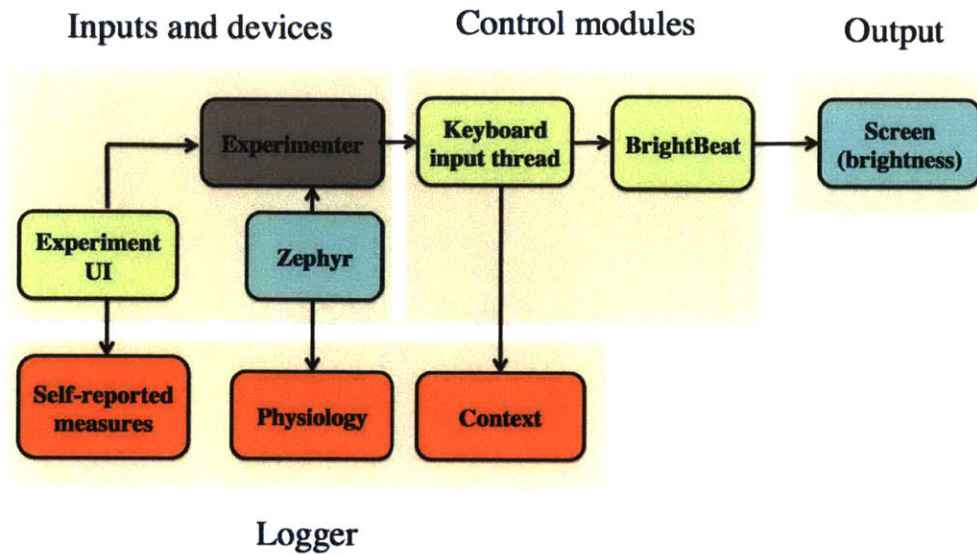 Inputs and devices
Control modules
Output
Experimenter
Keyboard
input thread
BrightBeat
Screen
(brightness)
Experiment
UI
Zephyr
Self-reported
measures
Physiology
Context
Logger